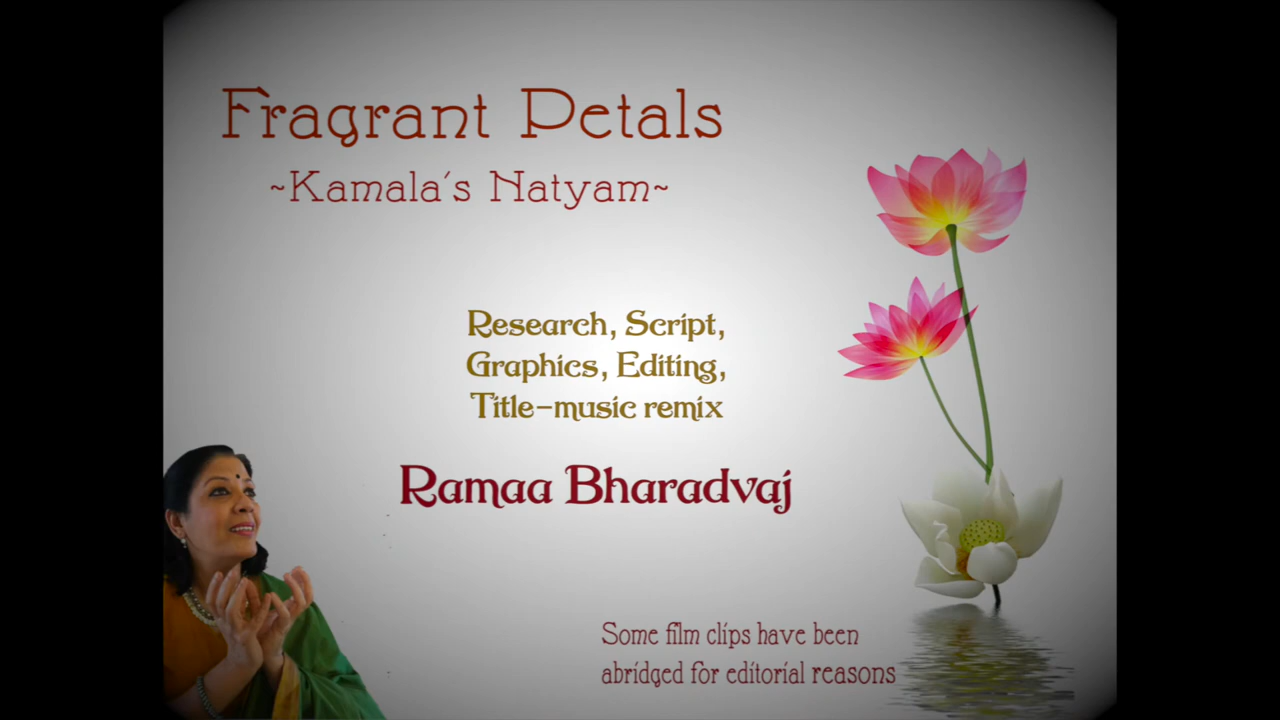 Fragrant Petals
~Kamala's Natyam~
Research, Script,
Graphics, Editing,
Title-music remix
Ramaa Bharadvaj
Some film clips have been
abridged for editorial reasons